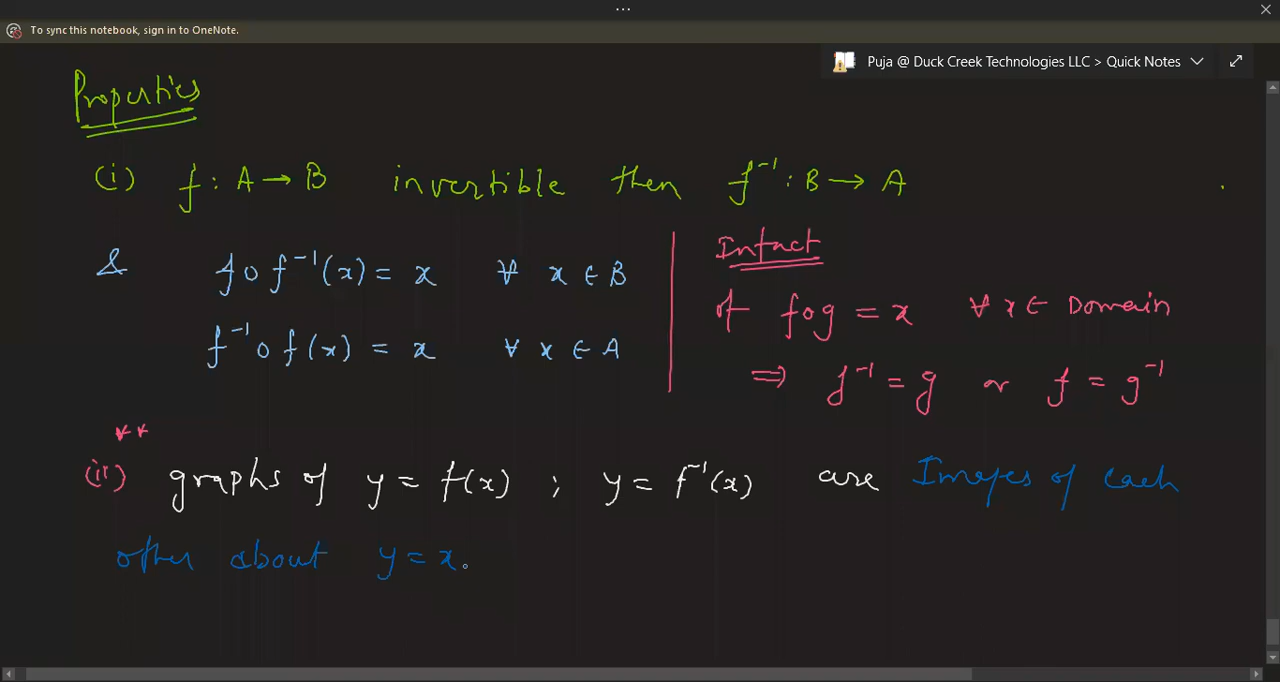 ...
To sync this notebook, sign in to OneNote.
Puja @ Duck Creek Technologies LLC > Quick Notes
Properties
(i) f : A → B invertible then f⁻¹ : B → A
& f o f⁻¹(x) = x ∀ x ∈ B
f⁻¹ o f(x) = x ∀ x ∈ A
Infact
If fog = x ∀ x ∈ Domain
⇒ f⁻¹ = g or f = g⁻¹
**
(ii) graphs of y = f(x) ; y = f⁻¹(x) are Images of each
other about y = x.